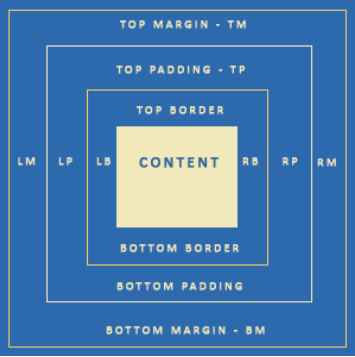 TOP MARGIN - TM
TOP PADDING - TP
TOP BORDER
LM LP LB CONTENT RB RP RM
BOTTOM BORDER
BOTTOM PADDING
BOTTOM MARGIN - BM